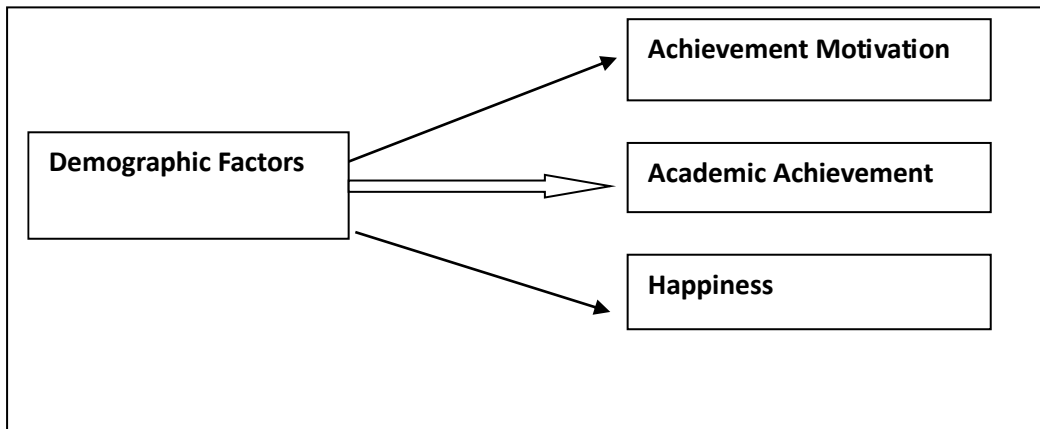 Achievement Motivation
Demographic Factors
Academic Achievement
Happiness